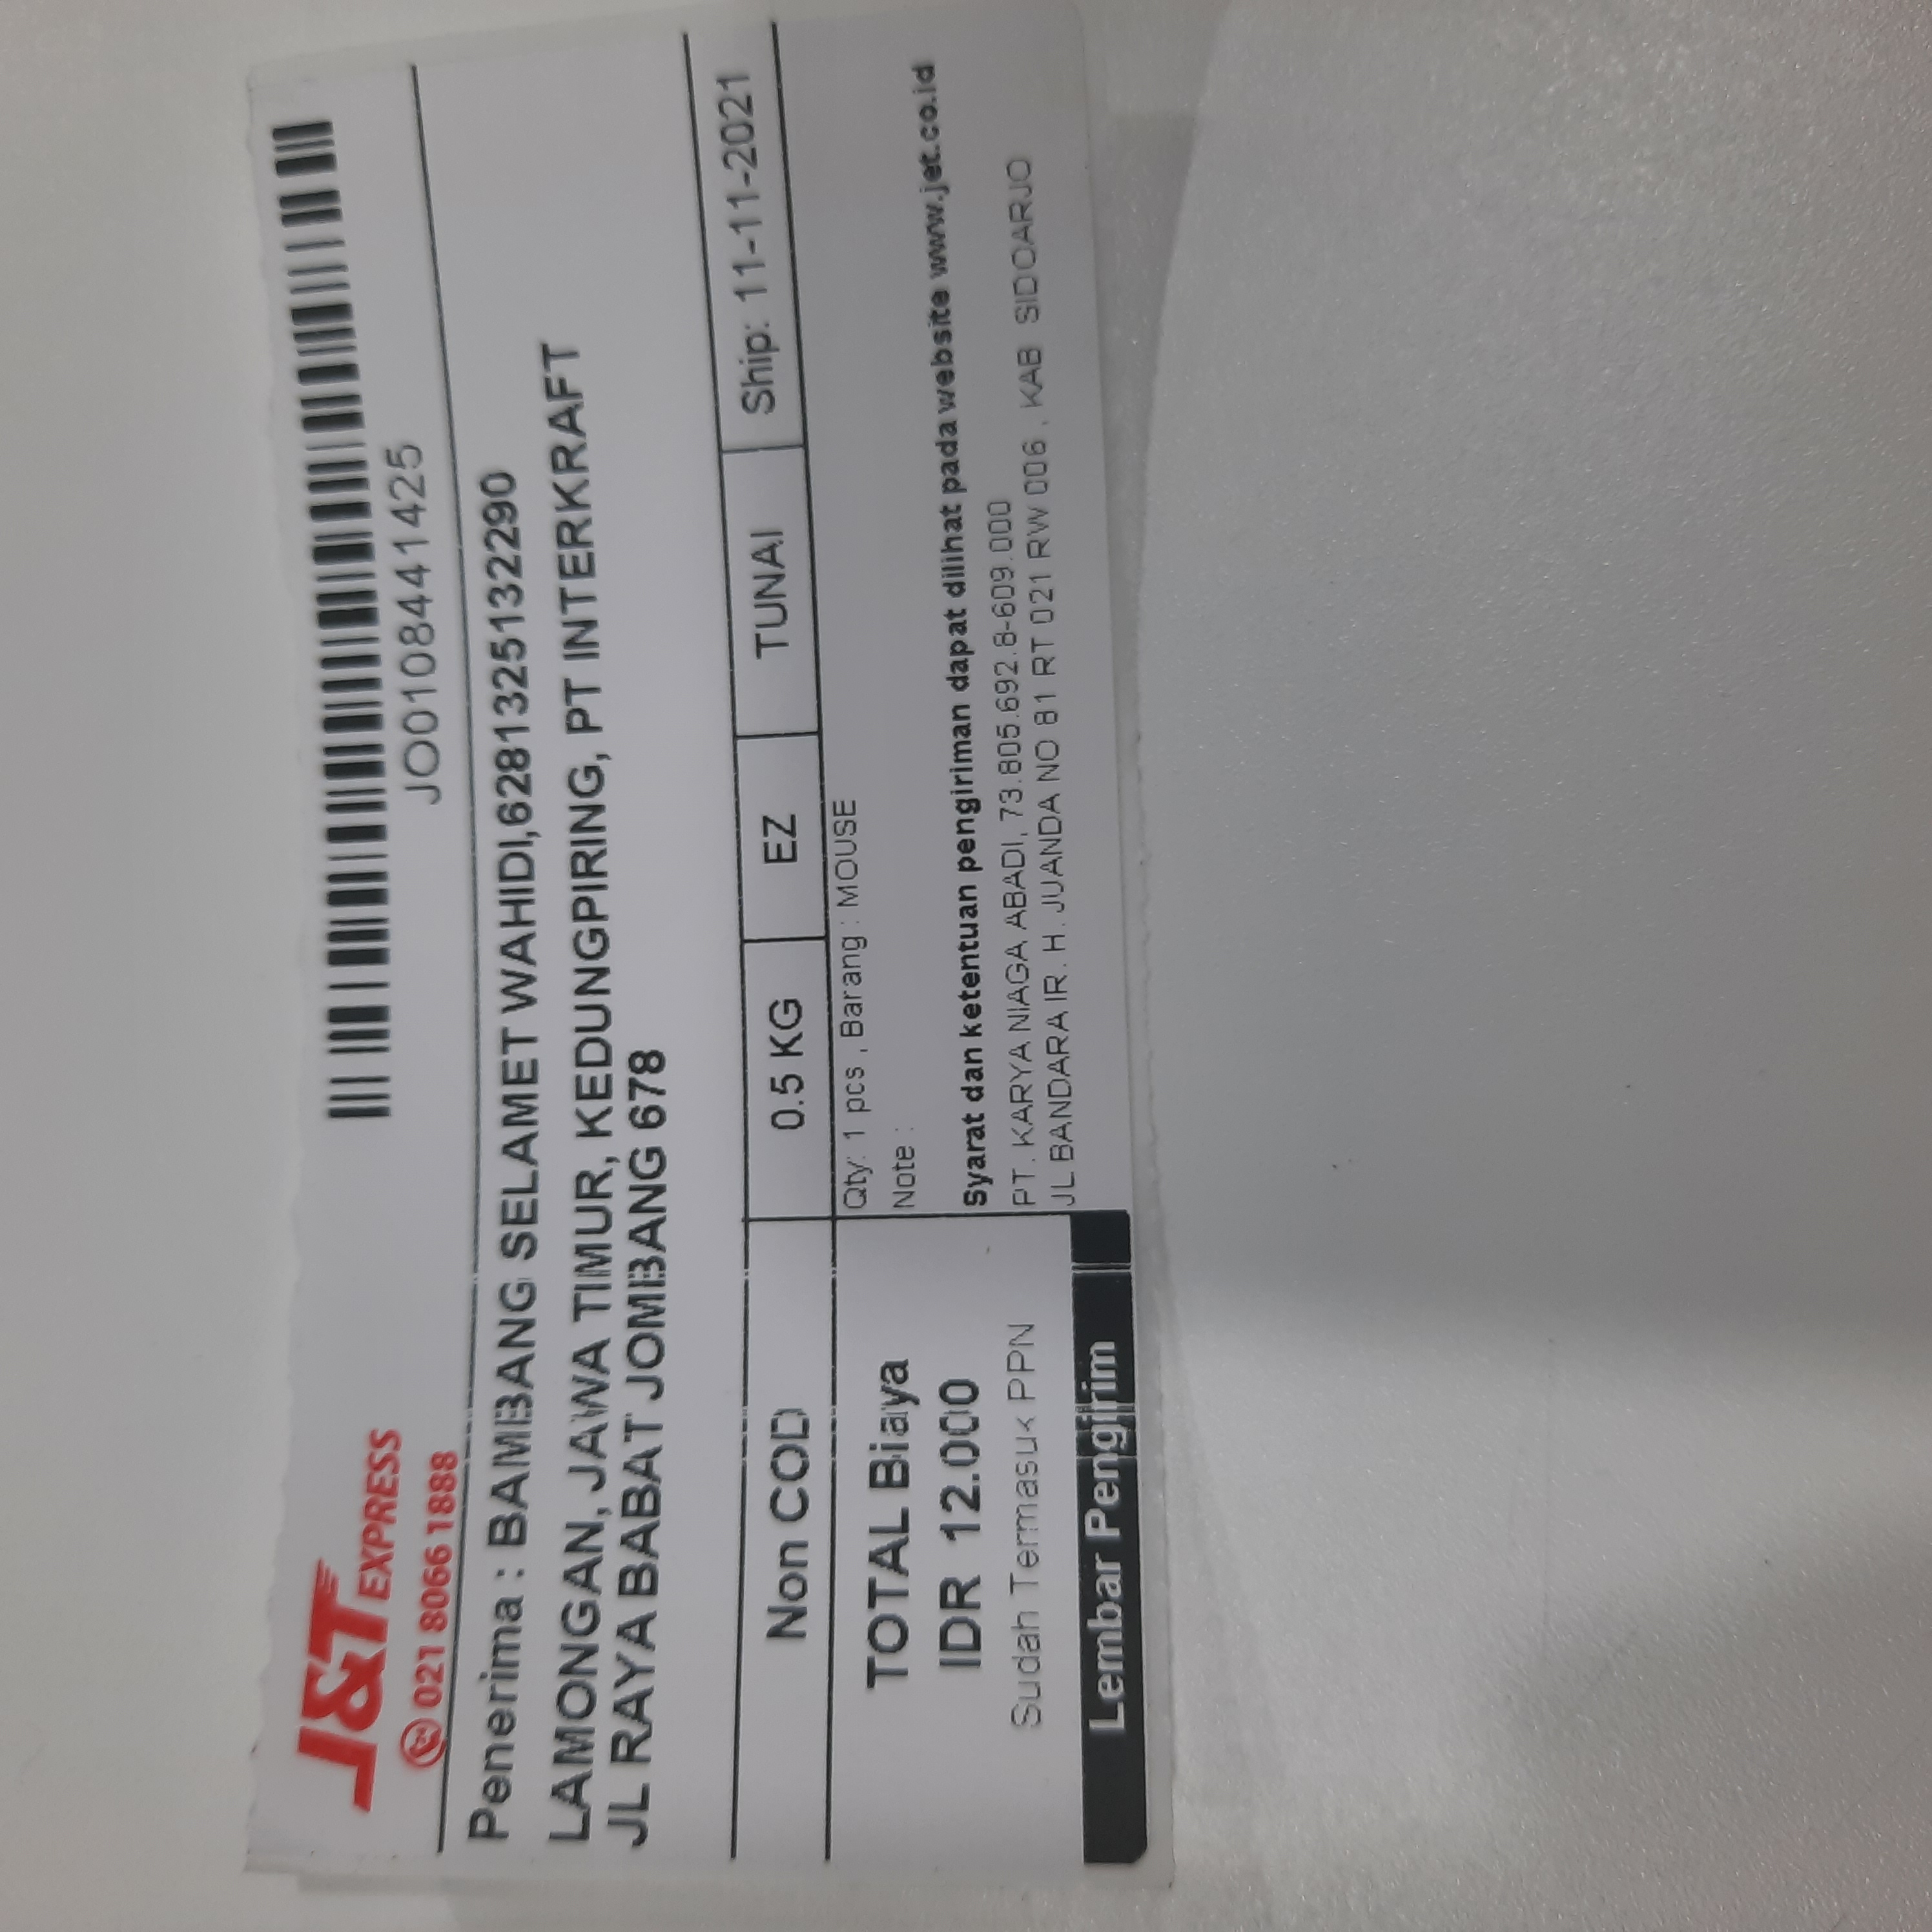 J&T EXPRESS
021 8066 1888
JO0108441425
Penerima : BAMBANG SELAMET WAHIDI,6281325132290
LAMONGAN, JAWA TIMUR, KEDUNGPIRING, PT INTERKRAFT
JL RAYA BABAT JOMBANG 678
Non COD
0.5 KG
EZ
TUNAI
Ship: 11-11-2021
TOTAL Biaya
IDR 12.000
Sudah Termasuk PPN
Lembar Pengirim
Qty: 1 pcs , Barang : MOUSE
Note :
Syarat dan ketentuan pengiriman dapat dilihat pada website www.jet.co.id
PT. KARYA NIAGA ABADI, 73.805.692.8-609.000
JL BANDARA IR. H. JUANDA NO 81 RT 021 RW 006 , KAB SIDOARJO